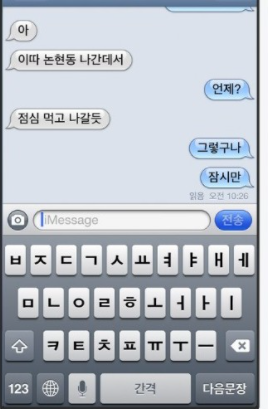 아
이따 논현동 나간데서
언제?
점심 먹고 나갈듯
그렇구나
잠시만
읽음 오전 10:26
iMessage
전송
ㅂ ㅈ ㄷ ㄱ ㅅ ㅛ ㅕ ㅑ ㅐ ㅔ
ㅁ ㄴ ㅇ ㄹ ㅎ ㅗ ㅓ ㅏ ㅣ
ㅋ ㅌ ㅊ ㅍ ㅠ ㅜ ㅡ
123 간격 다음문장